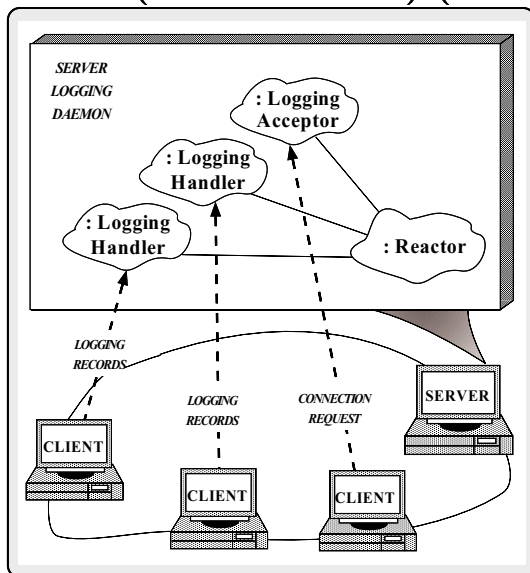 SERVER
LOGGING
DAEMON
: Logging
Acceptor
: Logging
Handler
: Logging
Handler
: Reactor
LOGGING
RECORDS
LOGGING
RECORDS
CONNECTION
REQUEST
SERVER
CLIENT
CLIENT
CLIENT